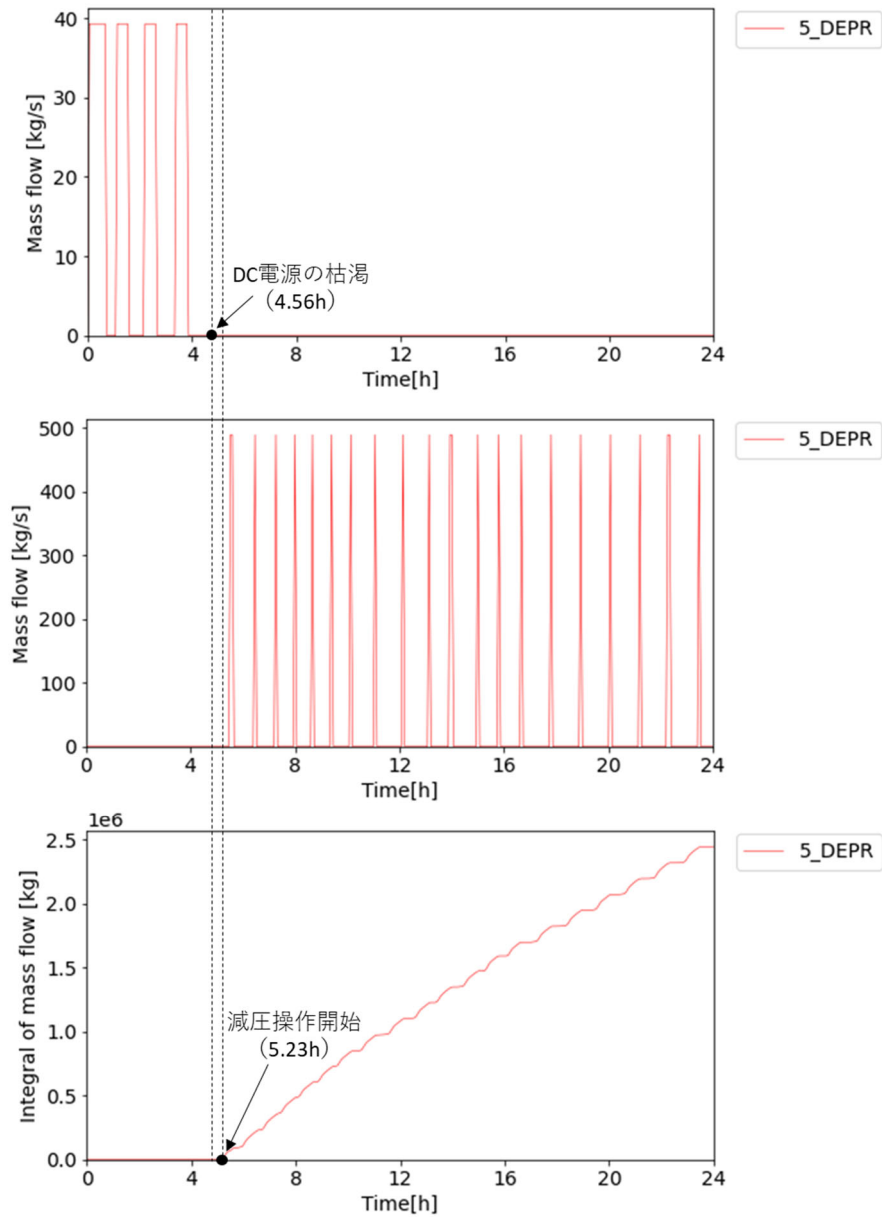 40
30
20
10
0
Mass flow [kg/s]
5_DEPR
DC電源の枯渇
（4.56h）
0 4 8 12 16 20 24
Time[h]
500
400
300
200
100
0
Mass flow [kg/s]
5_DEPR
0 4 8 12 16 20 24
Time[h]
1e6
2.5
2.0
1.5
1.0
0.5
0.0
Integral of mass flow [kg]
5_DEPR
減圧操作開始
（5.23h）
0 4 8 12 16 20 24
Time[h]